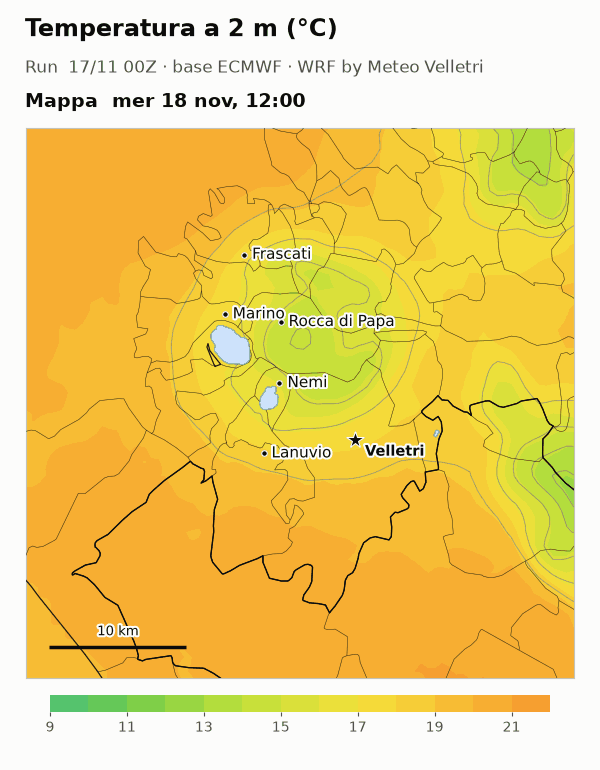 Temperatura a 2 m (°C)
Run  17/11 00Z · base ECMWF · WRF by Meteo Velletri
Mappa  mer 18 nov, 12:00
Frascati
Marino
Rocca di Papa
Nemi
Velletri
Lanuvio
10 km
9 11 13 15 17 19 21